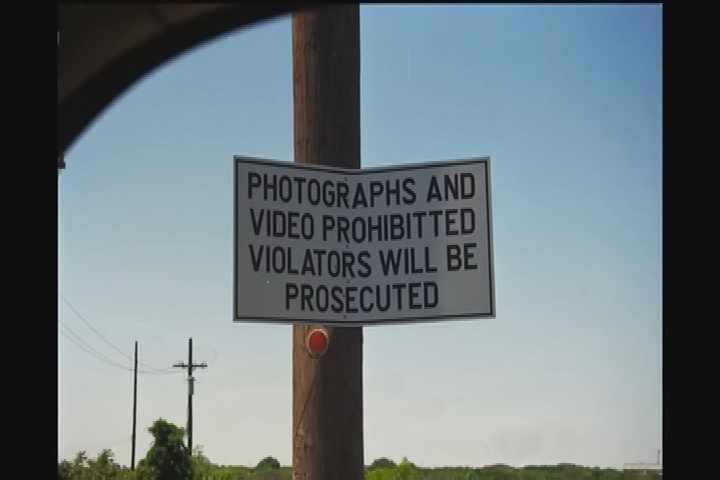 PHOTOGRAPHS AND
VIDEO PROHIBITTED
VIOLATORS WILL BE
PROSECUTED